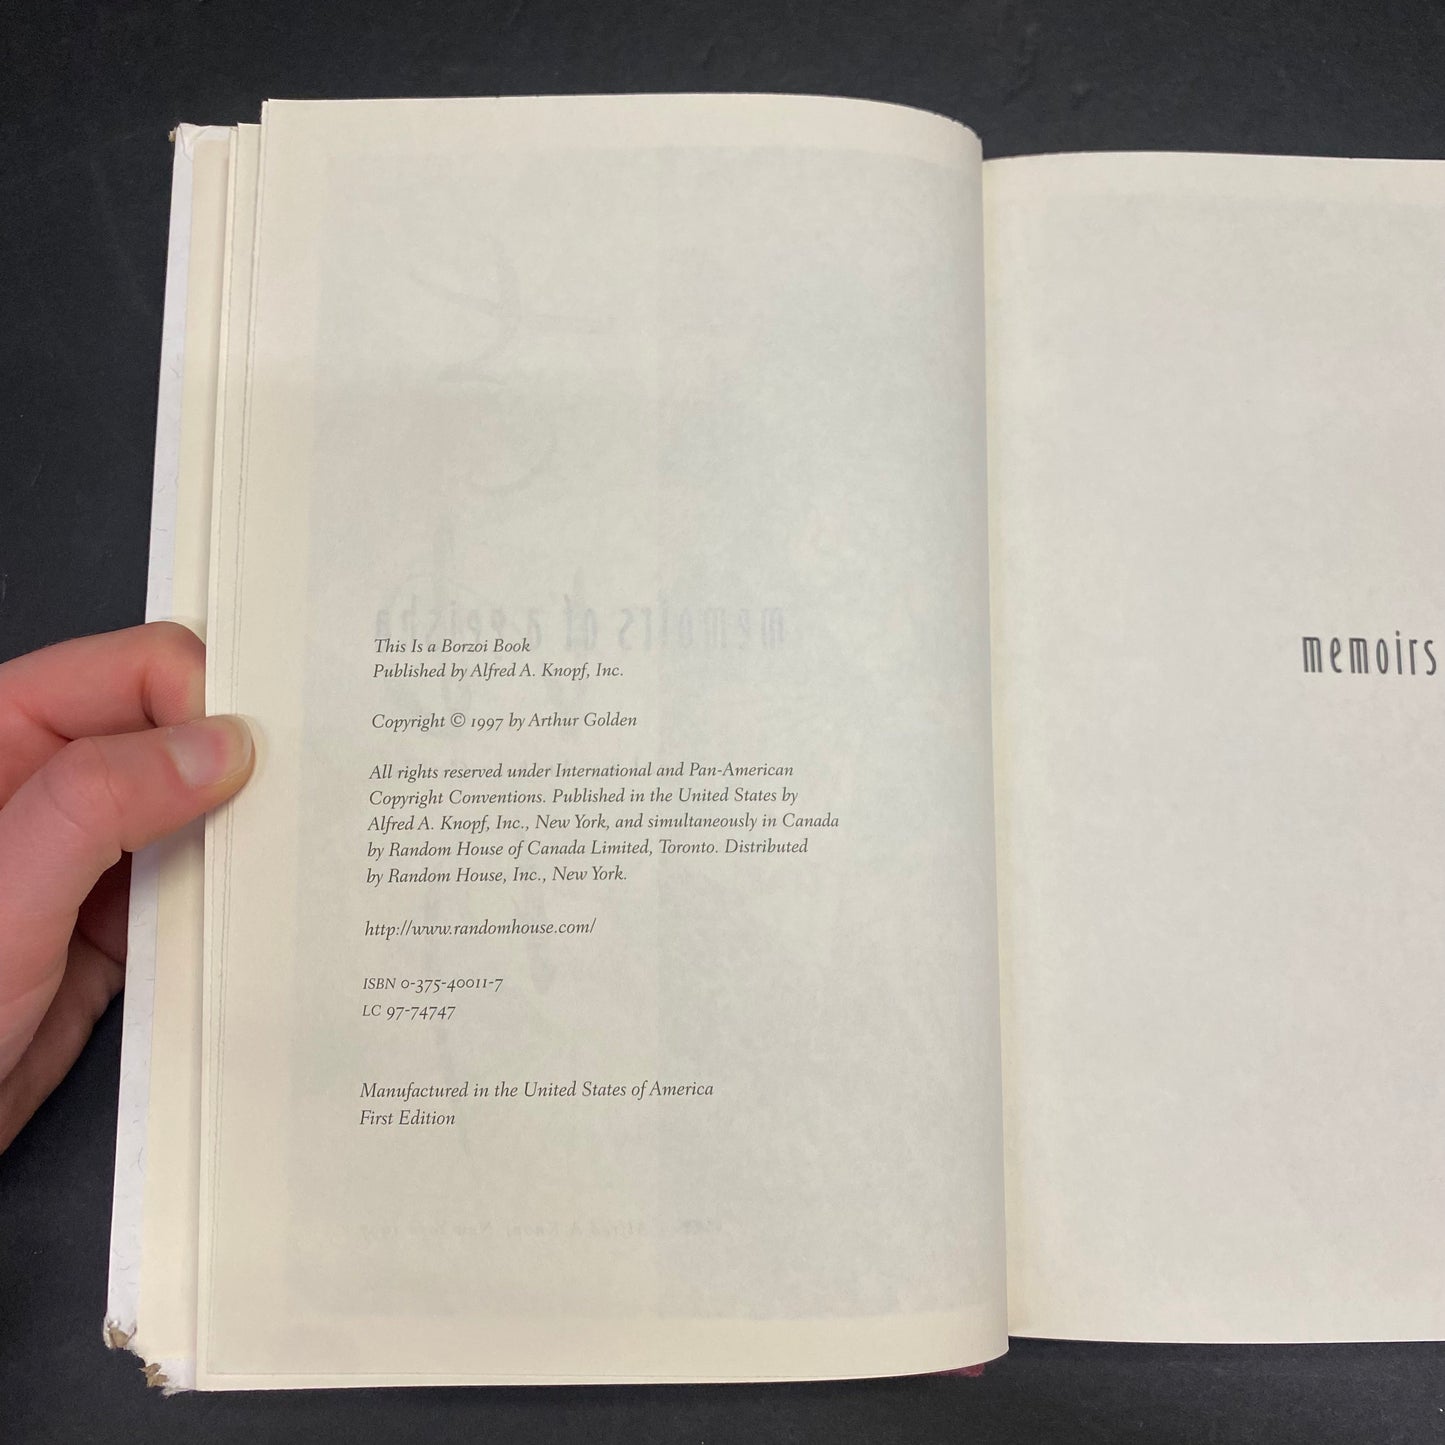 This Is a Borzoi Book
Published by Alfred A. Knopf, Inc.
Copyright © 1997 by Arthur Golden
All rights reserved under International and Pan-American
Copyright Conventions. Published in the United States by
Alfred A. Knopf, Inc., New York, and simultaneously in Canada
by Random House of Canada Limited, Toronto. Distributed
by Random House, Inc., New York.
http://www.randomhouse.com/
ISBN 0-375-40011-7
LC 97-74747
Manufactured in the United States of America
First Edition
memoirs